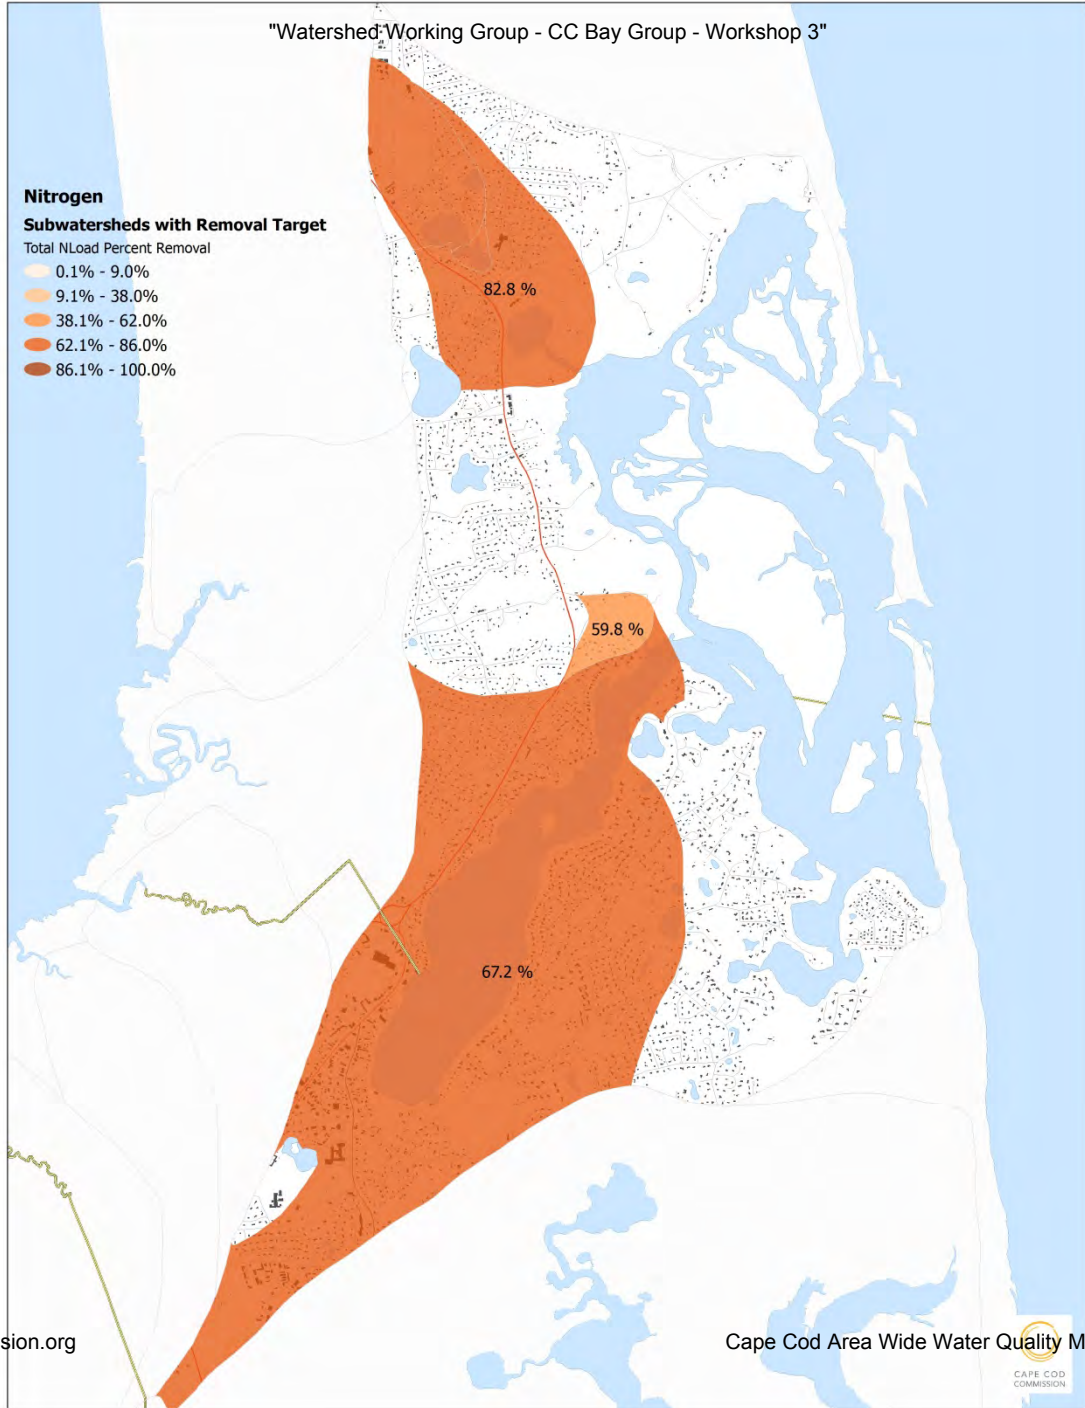 "Watershed Working Group - CC Bay Group - Workshop 3"
Nitrogen
Subwatersheds with Removal Target
Total NLoad Percent Removal
0.1% - 9.0%
9.1% - 38.0%
38.1% - 62.0%
62.1% - 86.0%
86.1% - 100.0%
82.8 %
59.8 %
67.2 %
sion.org
Cape Cod Area Wide Water Quality M
CAPE COD
COMMISSION